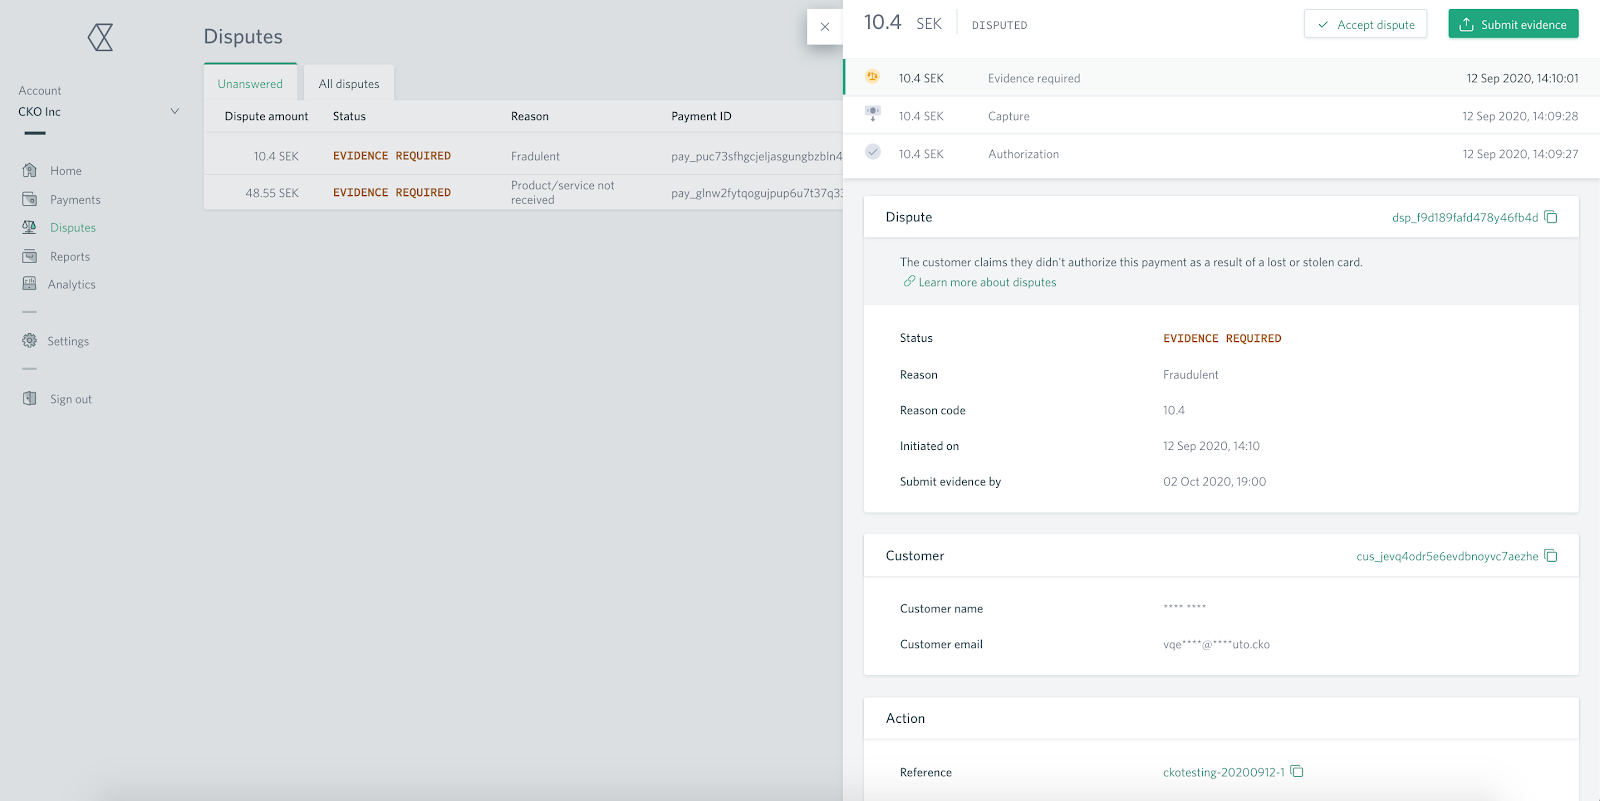 Account
CKO Inc
Home
Payments
Disputes
Reports
Analytics
Settings
Sign out
Disputes
Unanswered All disputes
Dispute amount Status Reason Payment ID
10.4 SEK EVIDENCE REQUIRED Fradulent pay_puc73sfhgcjeljasgungbzbln4
48.55 SEK EVIDENCE REQUIRED Product/service not received pay_glnw2fytqogujpup6u7t37q33
10.4 SEK DISPUTED Accept dispute Submit evidence
10.4 SEK Evidence required 12 Sep 2020, 14:10:01
10.4 SEK Capture 12 Sep 2020, 14:09:28
10.4 SEK Authorization 12 Sep 2020, 14:09:27
Dispute dsp_f9d189fafd478y46fb4d
The customer claims they didn't authorize this payment as a result of a lost or stolen card.
Learn more about disputes
Status EVIDENCE REQUIRED
Reason Fraudulent
Reason code 10.4
Initiated on 12 Sep 2020, 14:10
Submit evidence by 02 Oct 2020, 19:00
Customer cus_jevq4odr5e6evdbnoyvc7aezhe
Customer name **** ****
Customer email vqe****@****uto.cko
Action
Reference ckotesting-20200912-1